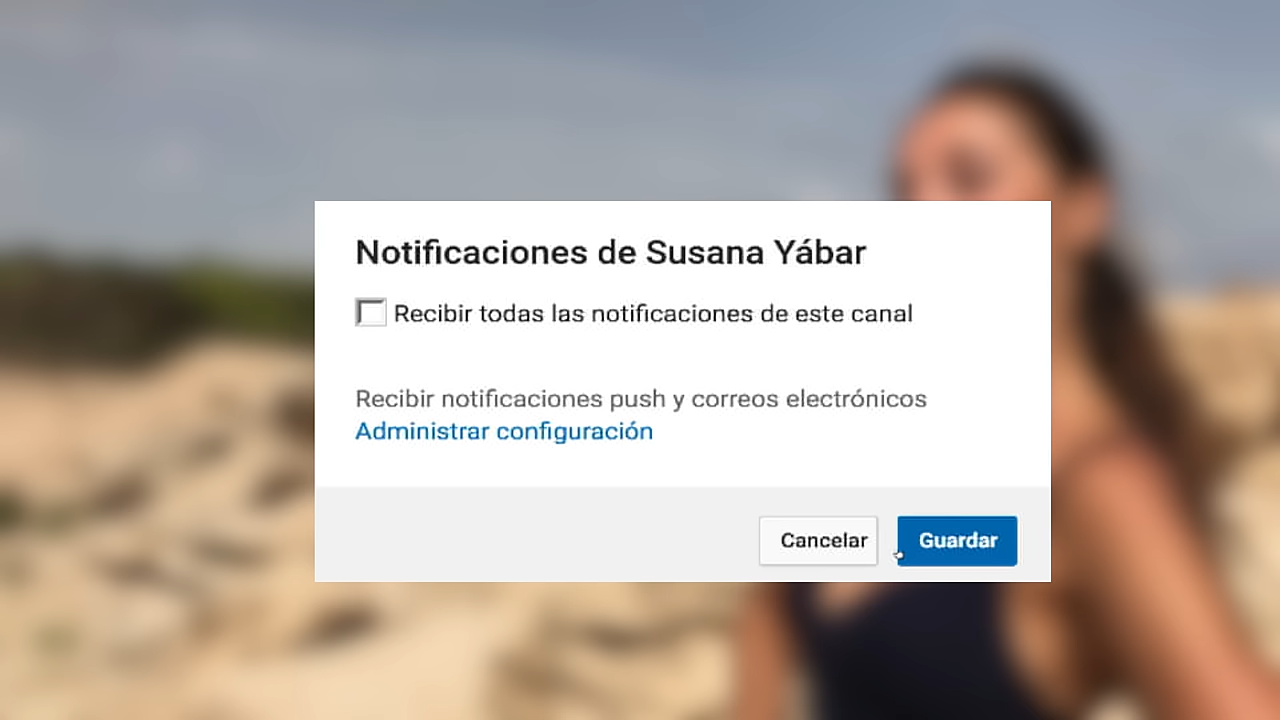 Notificaciones de Susana Yábar
Recibir todas las notificaciones de este canal
Recibir notificaciones push y correos electrónicos
Administrar configuración
Cancelar
Guardar